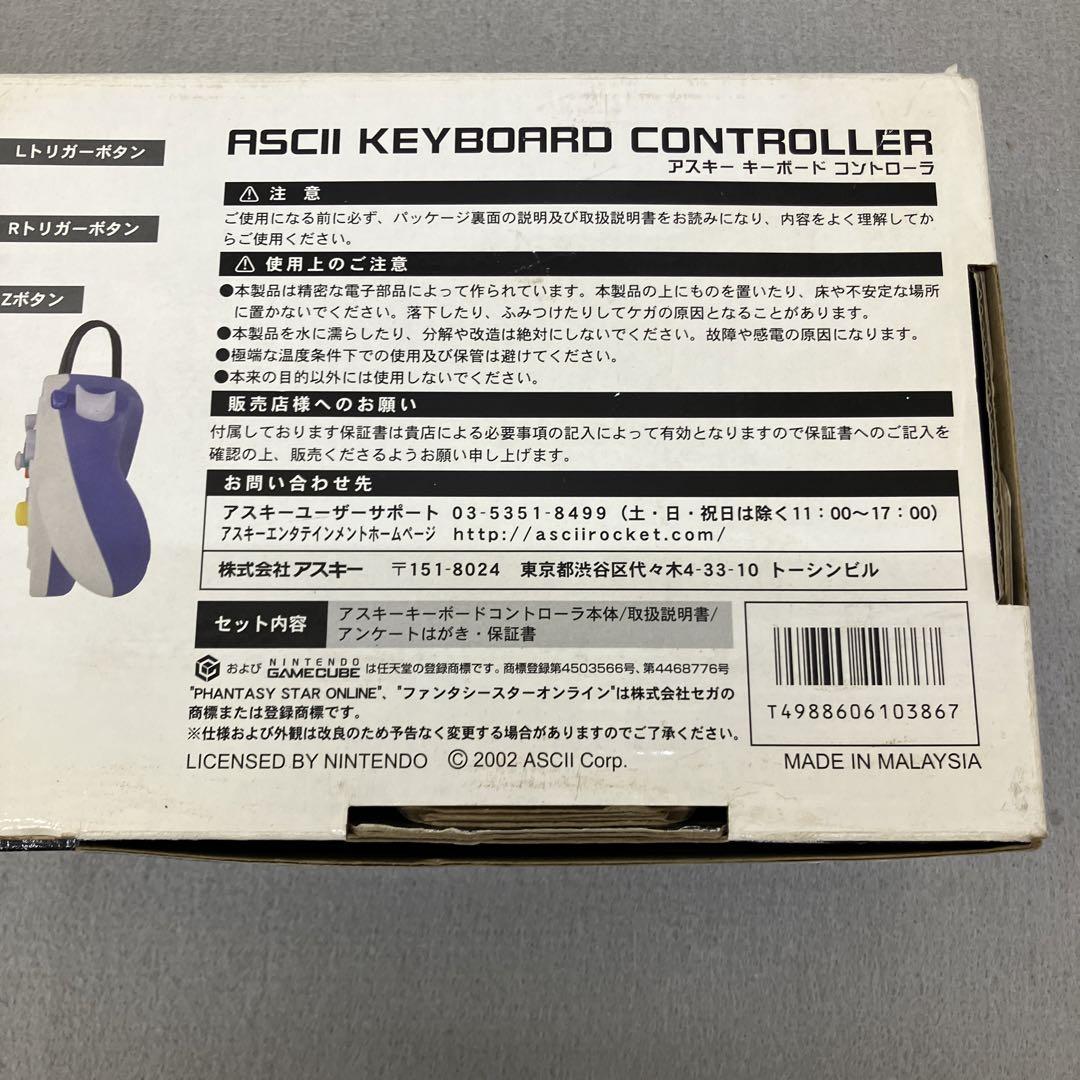 Lトリガーボタン
Rトリガーボタン
Zボタン
ASCII KEYBOARD CONTROLLER
アスキー キーボード コントローラ
⚠ 注 意
ご使用になる前に必ず、パッケージ裏面の説明及び取扱説明書をお読みになり、内容をよく理解してか
らご使用ください。
⚠ 使用上のご注意
●本製品は精密な電子部品によって作られています。本製品の上にものを置いたり、床や不安定な場所
に置かないでください。落下したり、ふみつけたりしてケガの原因となることがあります。
●本製品を水に濡らしたり、分解や改造は絶対にしないでください。故障や感電の原因になります。
●極端な温度条件下での使用及び保管は避けてください。
●本来の目的以外には使用しないでください。
販売店様へのお願い
付属しております保証書は貴店による必要事項の記入によって有効となりますので保証書へのご記入を
確認の上、販売くださるようお願い申し上げます。
お問い合わせ先
アスキーユーザーサポート 03-5351-8499(土・日・祝日は除く11:00〜17:00)
アスキーエンタテインメントホームページ http://asciirocket.com/
株式会社アスキー 〒151-8024 東京都渋谷区代々木4-33-10 トーシンビル
セット内容
アスキーキーボードコントローラ本体/取扱説明書/
アンケートはがき・保証書
および NINTENDO GAMECUBE は任天堂の登録商標です。商標登録第4503566号、第4468776号
"PHANTASY STAR ONLINE"、"ファンタシースターオンライン"は株式会社セガの
商標または登録商標です。
※仕様および外観は改良のため予告なく変更する場合がありますのでご了承ください。
LICENSED BY NINTENDO © 2002 ASCII Corp.
T4988606103867
MADE IN MALAYSIA